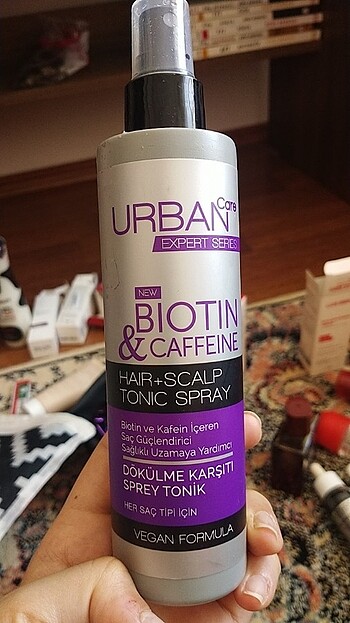 URBAN Care
EXPERT SERIES
NEW
BIOTIN
& CAFFEINE
HAIR+SCALP
TONIC SPRAY
Biotin ve Kafein İçeren
Saç Güçlendirici
Sağlıklı Uzamaya Yardımcı
DÖKÜLME KARŞITI
SPREY TONİK
HER SAÇ TİPİ İÇİN
VEGAN FORMULA